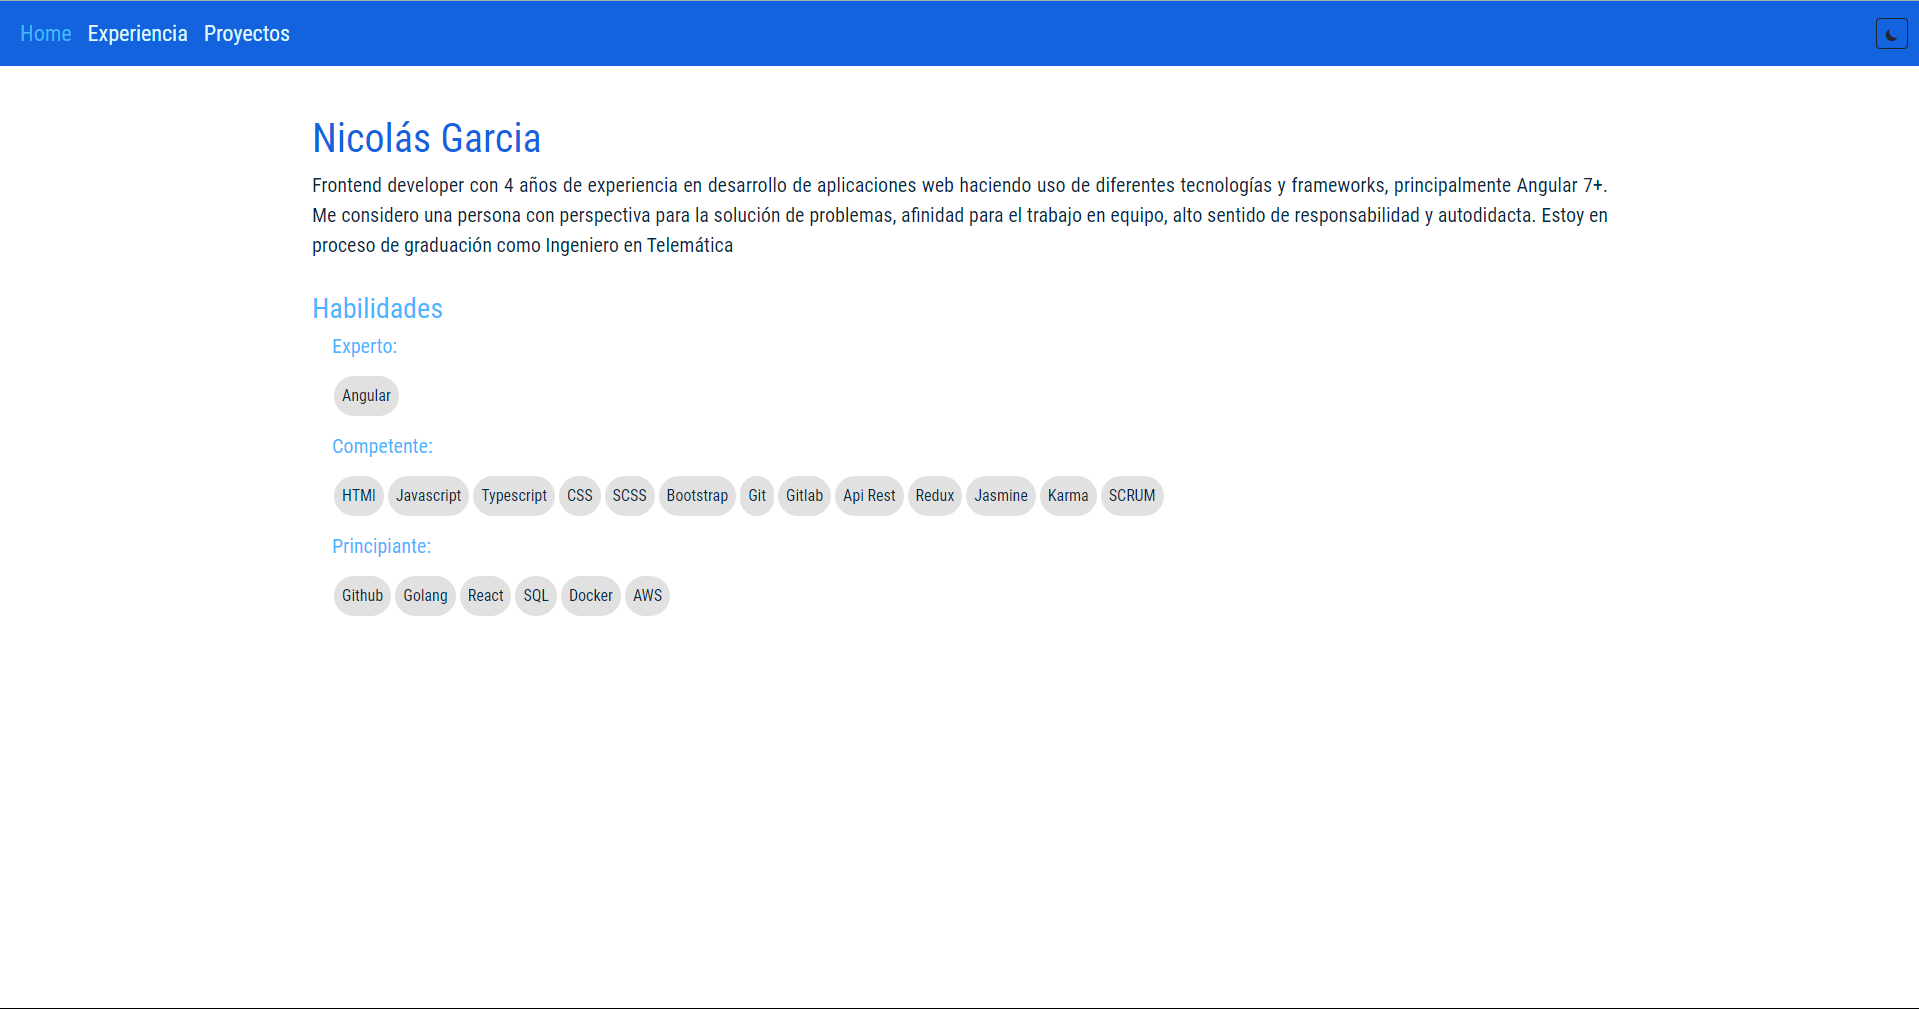 Home Experiencia Proyectos
Nicolás Garcia
Frontend developer con 4 años de experiencia en desarrollo de aplicaciones web haciendo uso de diferentes tecnologías y frameworks, principalmente Angular 7+.
Me considero una persona con perspectiva para la solución de problemas, afinidad para el trabajo en equipo, alto sentido de responsabilidad y autodidacta. Estoy en
proceso de graduación como Ingeniero en Telemática
Habilidades
Experto:
Angular
Competente:
HTMl Javascript Typescript CSS SCSS Bootstrap Git Gitlab Api Rest Redux Jasmine Karma SCRUM
Principiante:
Github Golang React SQL Docker AWS